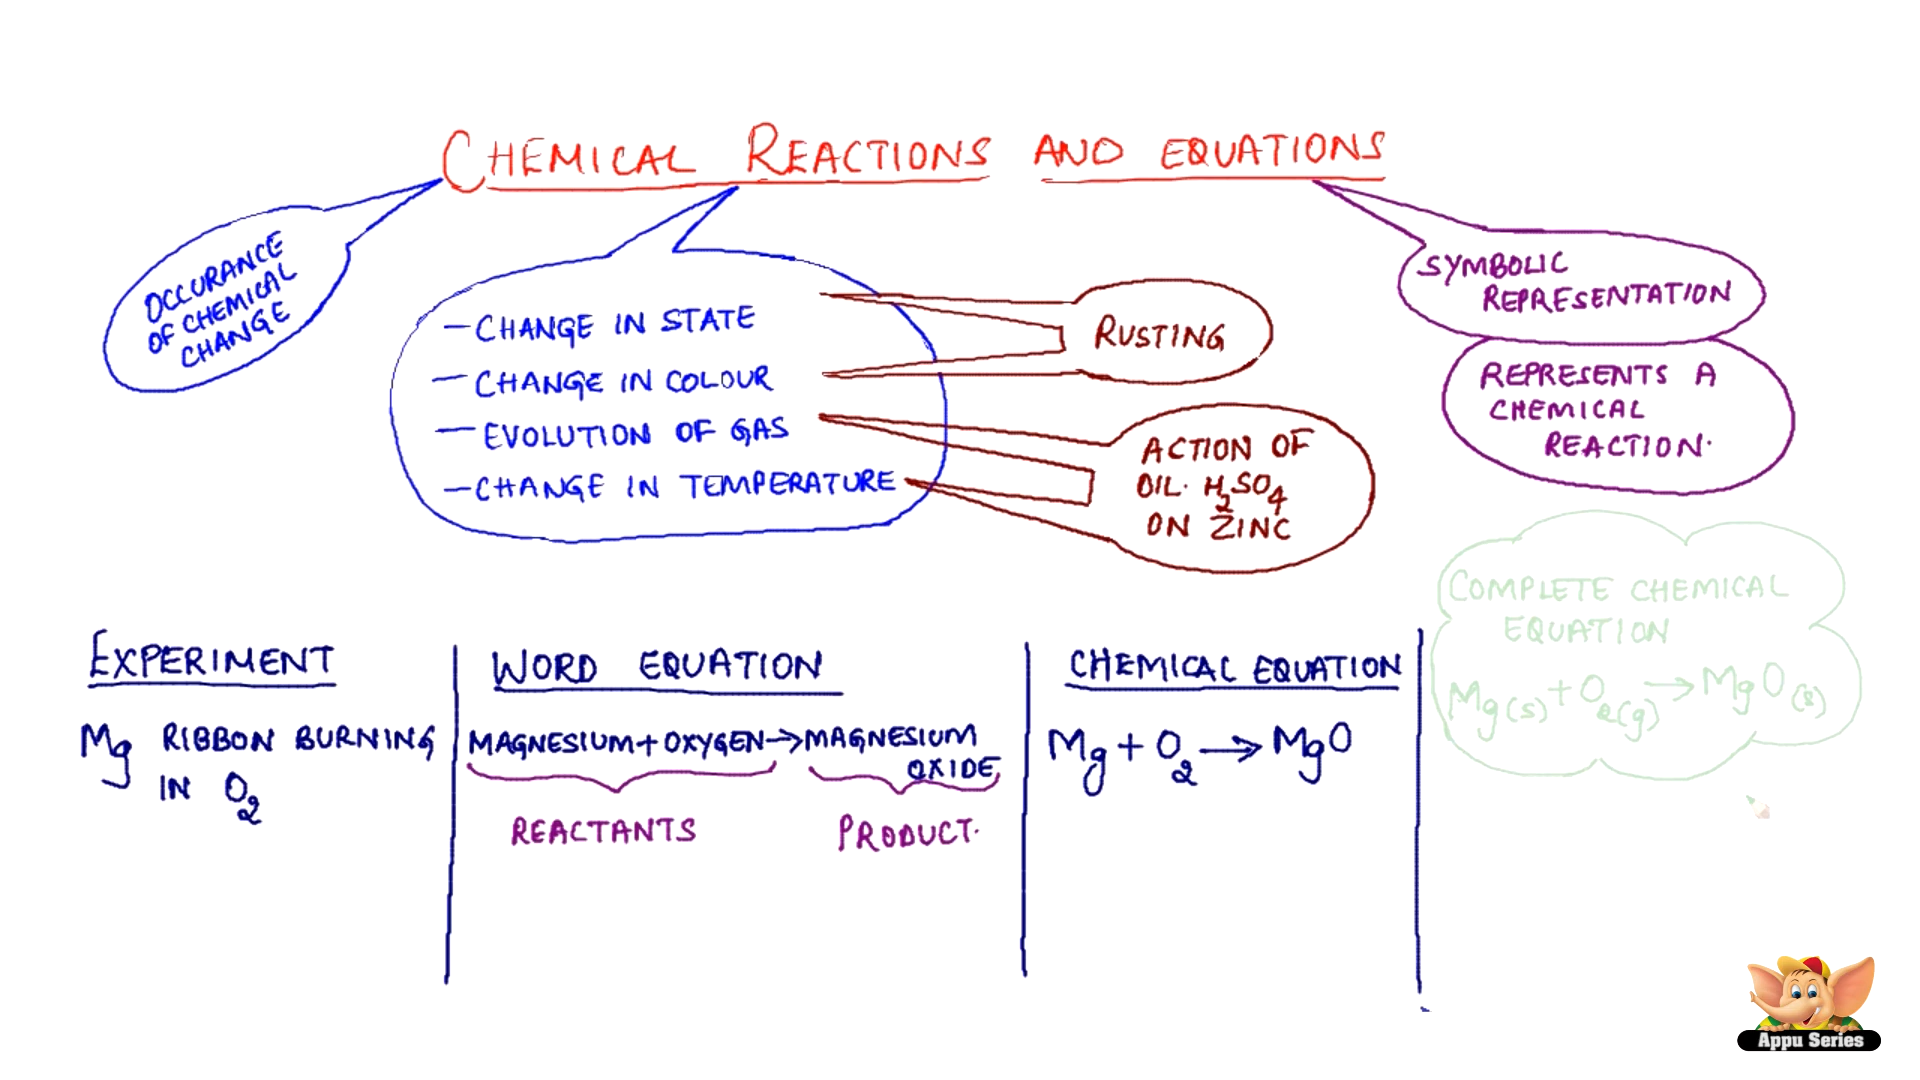 CHEMICAL REACTIONS AND EQUATIONS
OCCURANCE
OF CHEMICAL
CHANGE
– CHANGE IN STATE
– CHANGE IN COLOUR
– EVOLUTION OF GAS
– CHANGE IN TEMPERATURE
RUSTING
ACTION OF
DIL. H₂SO₄
ON ZINC
SYMBOLIC
REPRESENTATION
REPRESENTS A
CHEMICAL
REACTION.
COMPLETE CHEMICAL
EQUATION
Mg(s) + O₂(g) → MgO(s)
EXPERIMENT
Mg RIBBON BURNING
IN O₂
WORD EQUATION
MAGNESIUM + OXYGEN → MAGNESIUM
OXIDE
REACTANTS
PRODUCT.
CHEMICAL EQUATION
Mg + O₂ → MgO
Appu Series